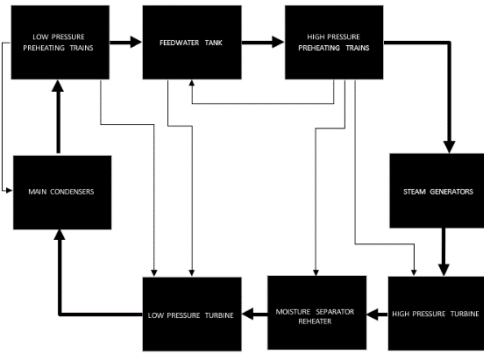 LOW PRESSURE
PREHEATING TRAINS
FEEDWATER TANK
HIGH PRESSURE
PREHEATING TRAINS
MAIN CONDENSERS
STEAM GENERATORS
LOW PRESSURE TURBINE
MOISTURE SEPARATOR
REHEATER
HIGH PRESSURE TURBINE